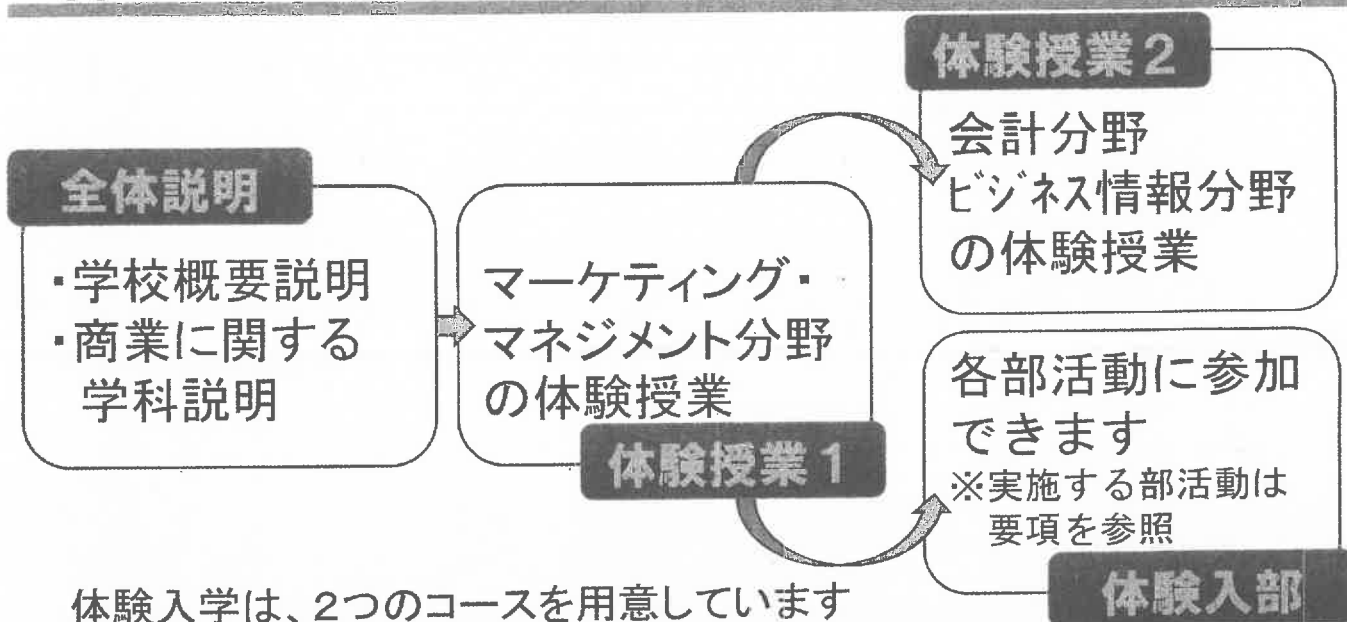 全体説明
・学校概要説明
・商業に関する
学科説明
マーケティング・
マネジメント分野
の体験授業
体験授業1
体験授業2
会計分野
ビジネス情報分野
の体験授業
各部活動に参加
できます
※実施する部活動は
要項を参照
体験入部
体験入学は、2つのコースを用意しています